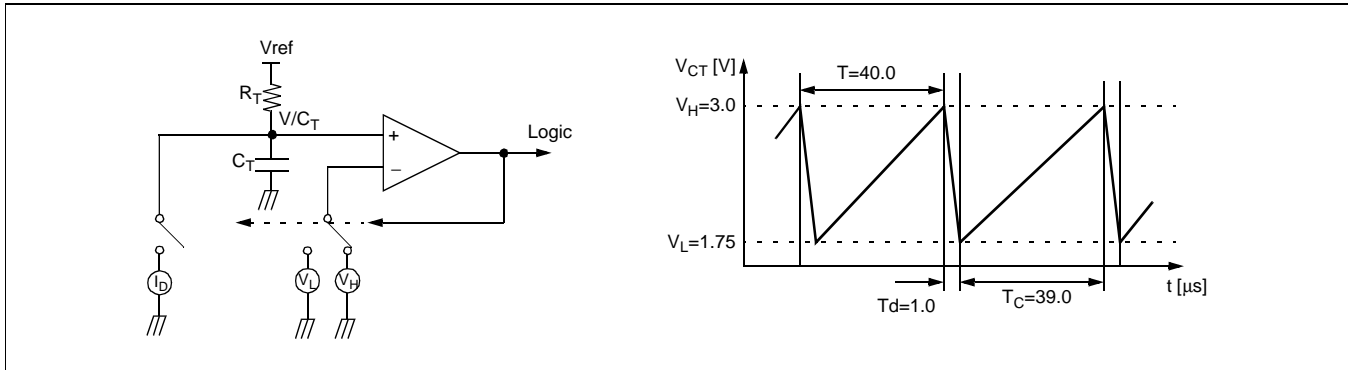 Vref
R_T
V/C_T
C_T
+
−
Logic
I_D
V_L
V_H
V_CT [V]
T=40.0
V_H=3.0
V_L=1.75
t [μs]
Td=1.0
T_C=39.0